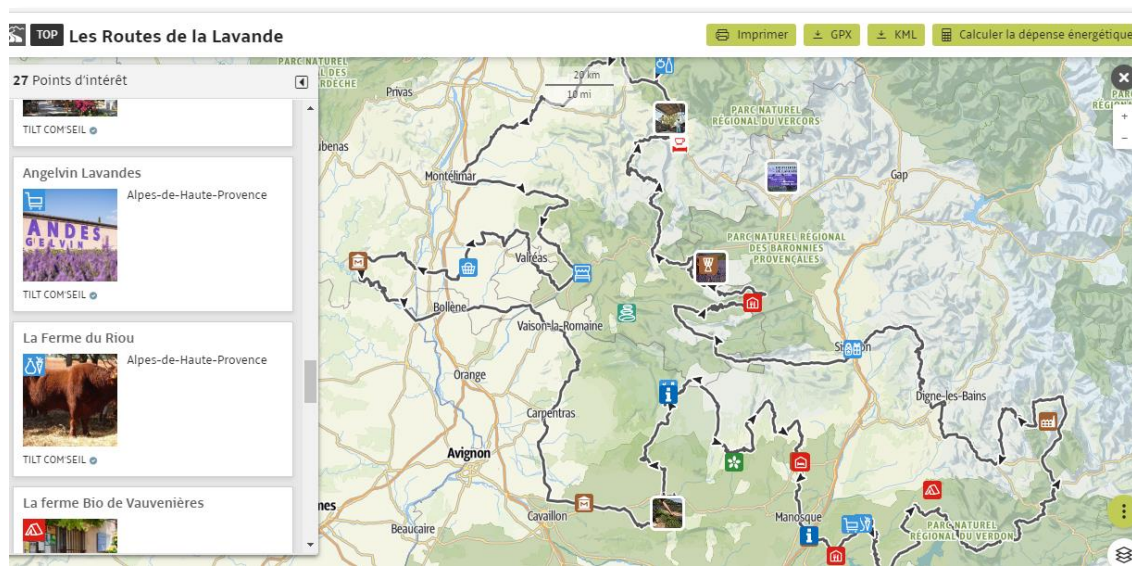 TOP Les Routes de la Lavande
Imprimer
GPX
KML
Calculer la dépense énergétique
27 Points d'intérêt
TILT COM'SEIL
Angelvin Lavandes
Alpes-de-Haute-Provence
ANDES
GELVIN
TILT COM'SEIL
La Ferme du Riou
Alpes-de-Haute-Provence
TILT COM'SEIL
La ferme Bio de Vauvenières
PARC NATUREL
Privas
20 km
10 mi
PARC NATUREL
RÉGIONAL DU VERCORS
Montélimar
Gap
PARC NATUREL RÉGIONAL
DES BARONNIES
PROVENÇALES
Valréas
Bollène
Vaison-la-Romaine
Orange
Digne-les-Bains
Carpentras
Avignon
Cavaillon
Manosque
Beaucaire
PARC NATUREL
RÉGIONAL DU VERDON